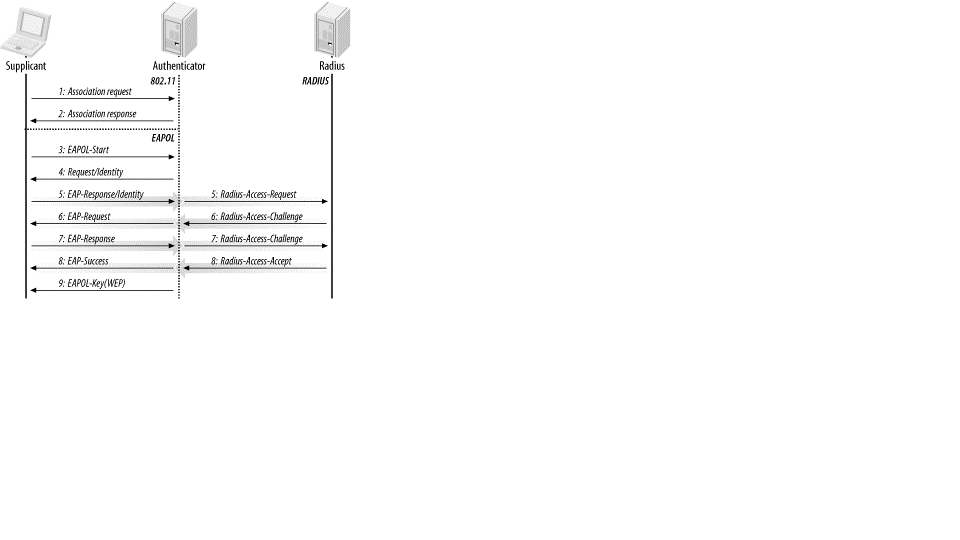 Supplicant Authenticator Radius
802.11 RADIUS
1: Association request
2: Association response
EAPOL
3: EAPOL-Start
4: Request/Identity
5: EAP-Response/Identity 5: Radius-Access-Request
6: EAP-Request 6: Radius-Access-Challenge
7: EAP-Response 7: Radius-Access-Challenge
8: EAP-Success 8: Radius-Access-Accept
9: EAPOL-Key(WEP)